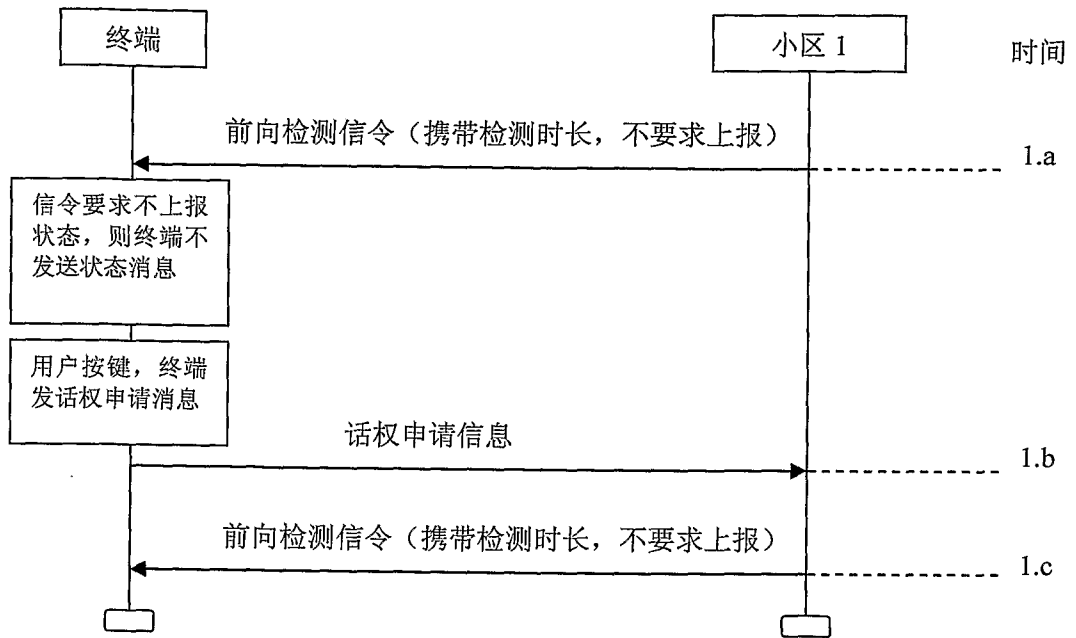 终端
小区 1
时间
前向检测信令（携带检测时长，不要求上报）
1.a
信令要求不上报
状态，则终端不
发送状态消息
用户按键，终端
发话权申请消息
话权申请信息
1.b
前向检测信令（携带检测时长，不要求上报）
1.c